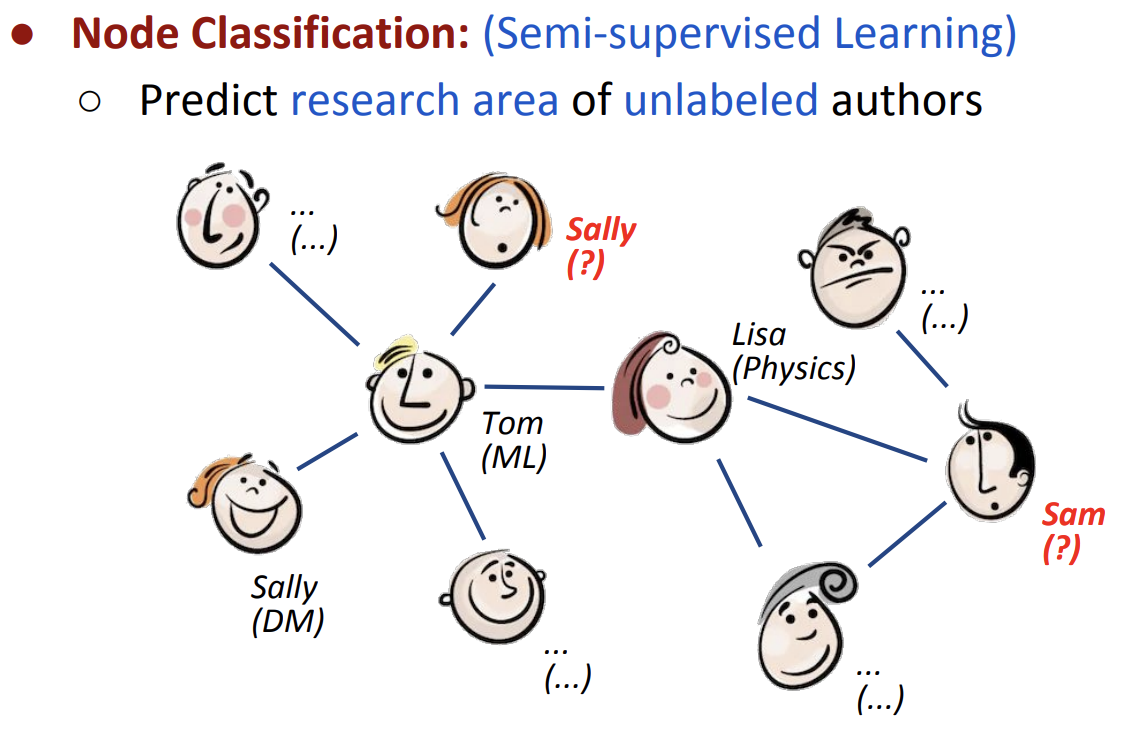 ● Node Classification: (Semi-supervised Learning)
○ Predict research area of unlabeled authors
...
(...)
Sally
(?)
...
(...)
Lisa
(Physics)
Tom
(ML)
Sam
(?)
Sally
(DM)
...
(...)
...
(...)